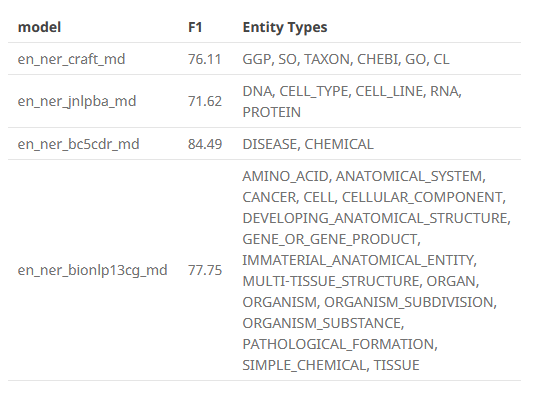 model F1 Entity Types
en_ner_craft_md 76.11 GGP, SO, TAXON, CHEBI, GO, CL
en_ner_jnlpba_md 71.62 DNA, CELL_TYPE, CELL_LINE, RNA,
PROTEIN
en_ner_bc5cdr_md 84.49 DISEASE, CHEMICAL
en_ner_bionlp13cg_md 77.75 AMINO_ACID, ANATOMICAL_SYSTEM,
CANCER, CELL, CELLULAR_COMPONENT,
DEVELOPING_ANATOMICAL_STRUCTURE,
GENE_OR_GENE_PRODUCT,
IMMATERIAL_ANATOMICAL_ENTITY,
MULTI-TISSUE_STRUCTURE, ORGAN,
ORGANISM, ORGANISM_SUBDIVISION,
ORGANISM_SUBSTANCE,
PATHOLOGICAL_FORMATION,
SIMPLE_CHEMICAL, TISSUE